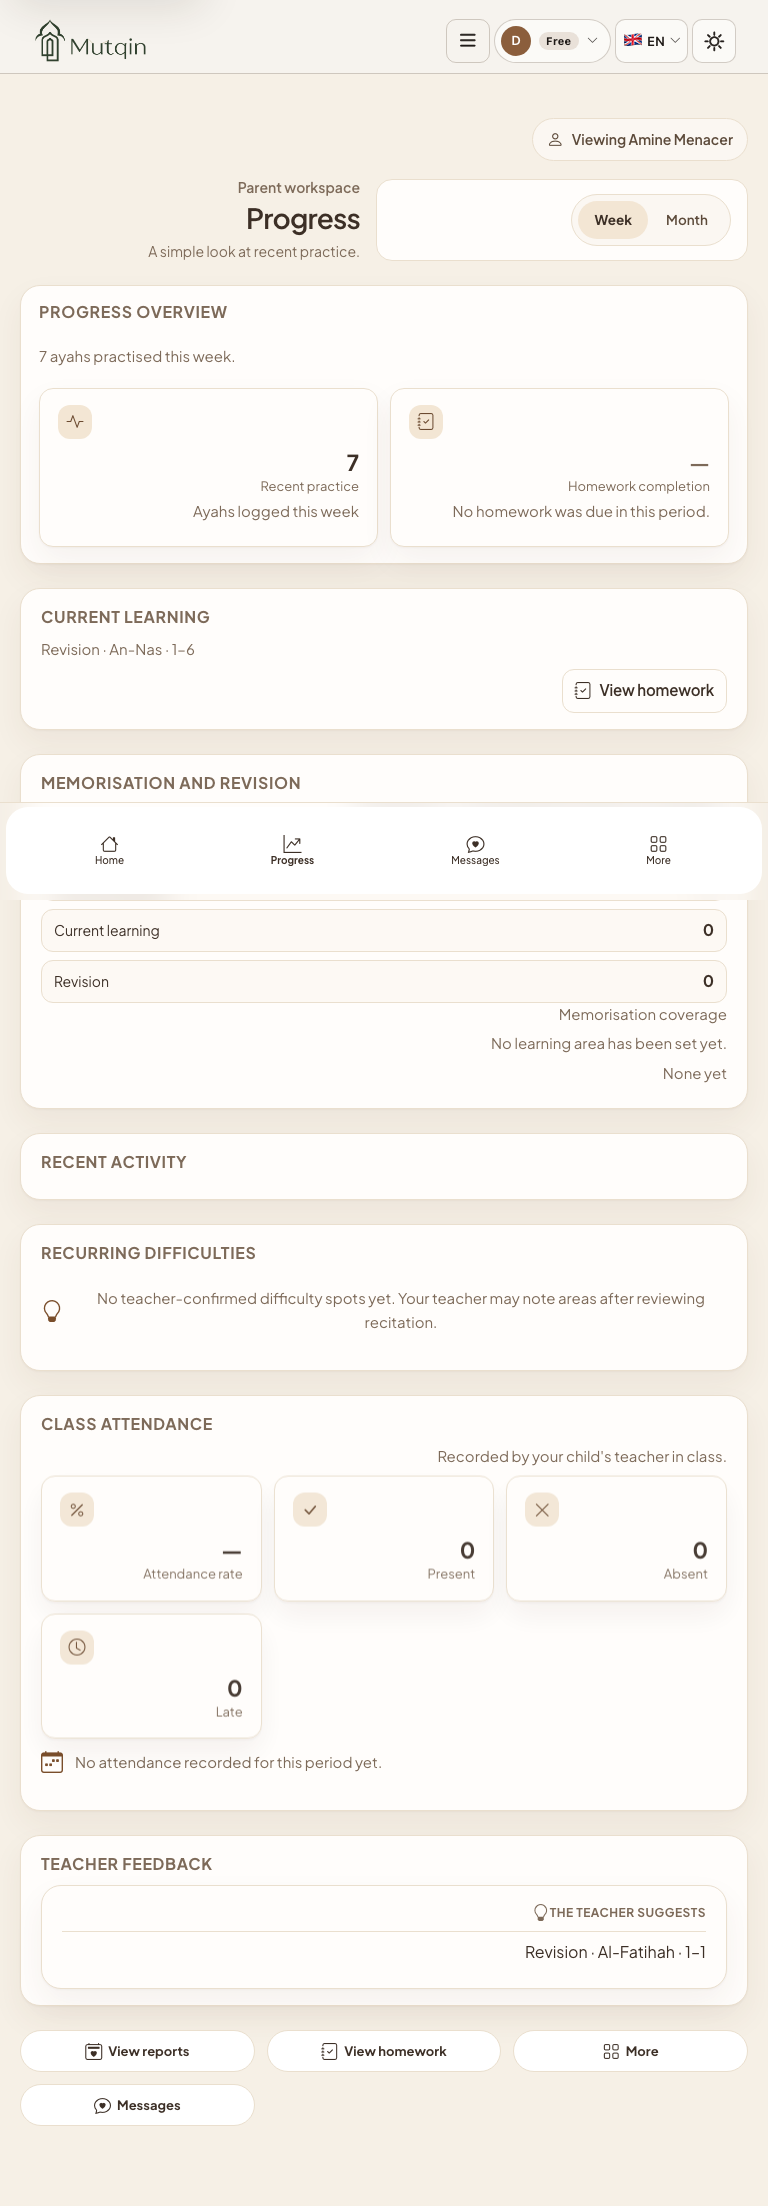 Mutqin
D
Free
EN
Viewing Amine Menacer
Parent workspace
Progress
A simple look at recent practice.
Week
Month
PROGRESS OVERVIEW
7 ayahs practised this week.
7
Recent practice
Ayahs logged this week
—
Homework completion
No homework was due in this period.
CURRENT LEARNING
Revision · An-Nas · 1–6
View homework
MEMORISATION AND REVISION
Home
Progress
Messages
More
Current learning
0
Revision
0
Memorisation coverage
No learning area has been set yet.
None yet
RECENT ACTIVITY
RECURRING DIFFICULTIES
No teacher-confirmed difficulty spots yet. Your teacher may note areas after reviewing
recitation.
CLASS ATTENDANCE
Recorded by your child's teacher in class.
—
Attendance rate
0
Present
0
Absent
0
Late
No attendance recorded for this period yet.
TEACHER FEEDBACK
THE TEACHER SUGGESTS
Revision · Al-Fatihah · 1–1
View reports
View homework
More
Messages